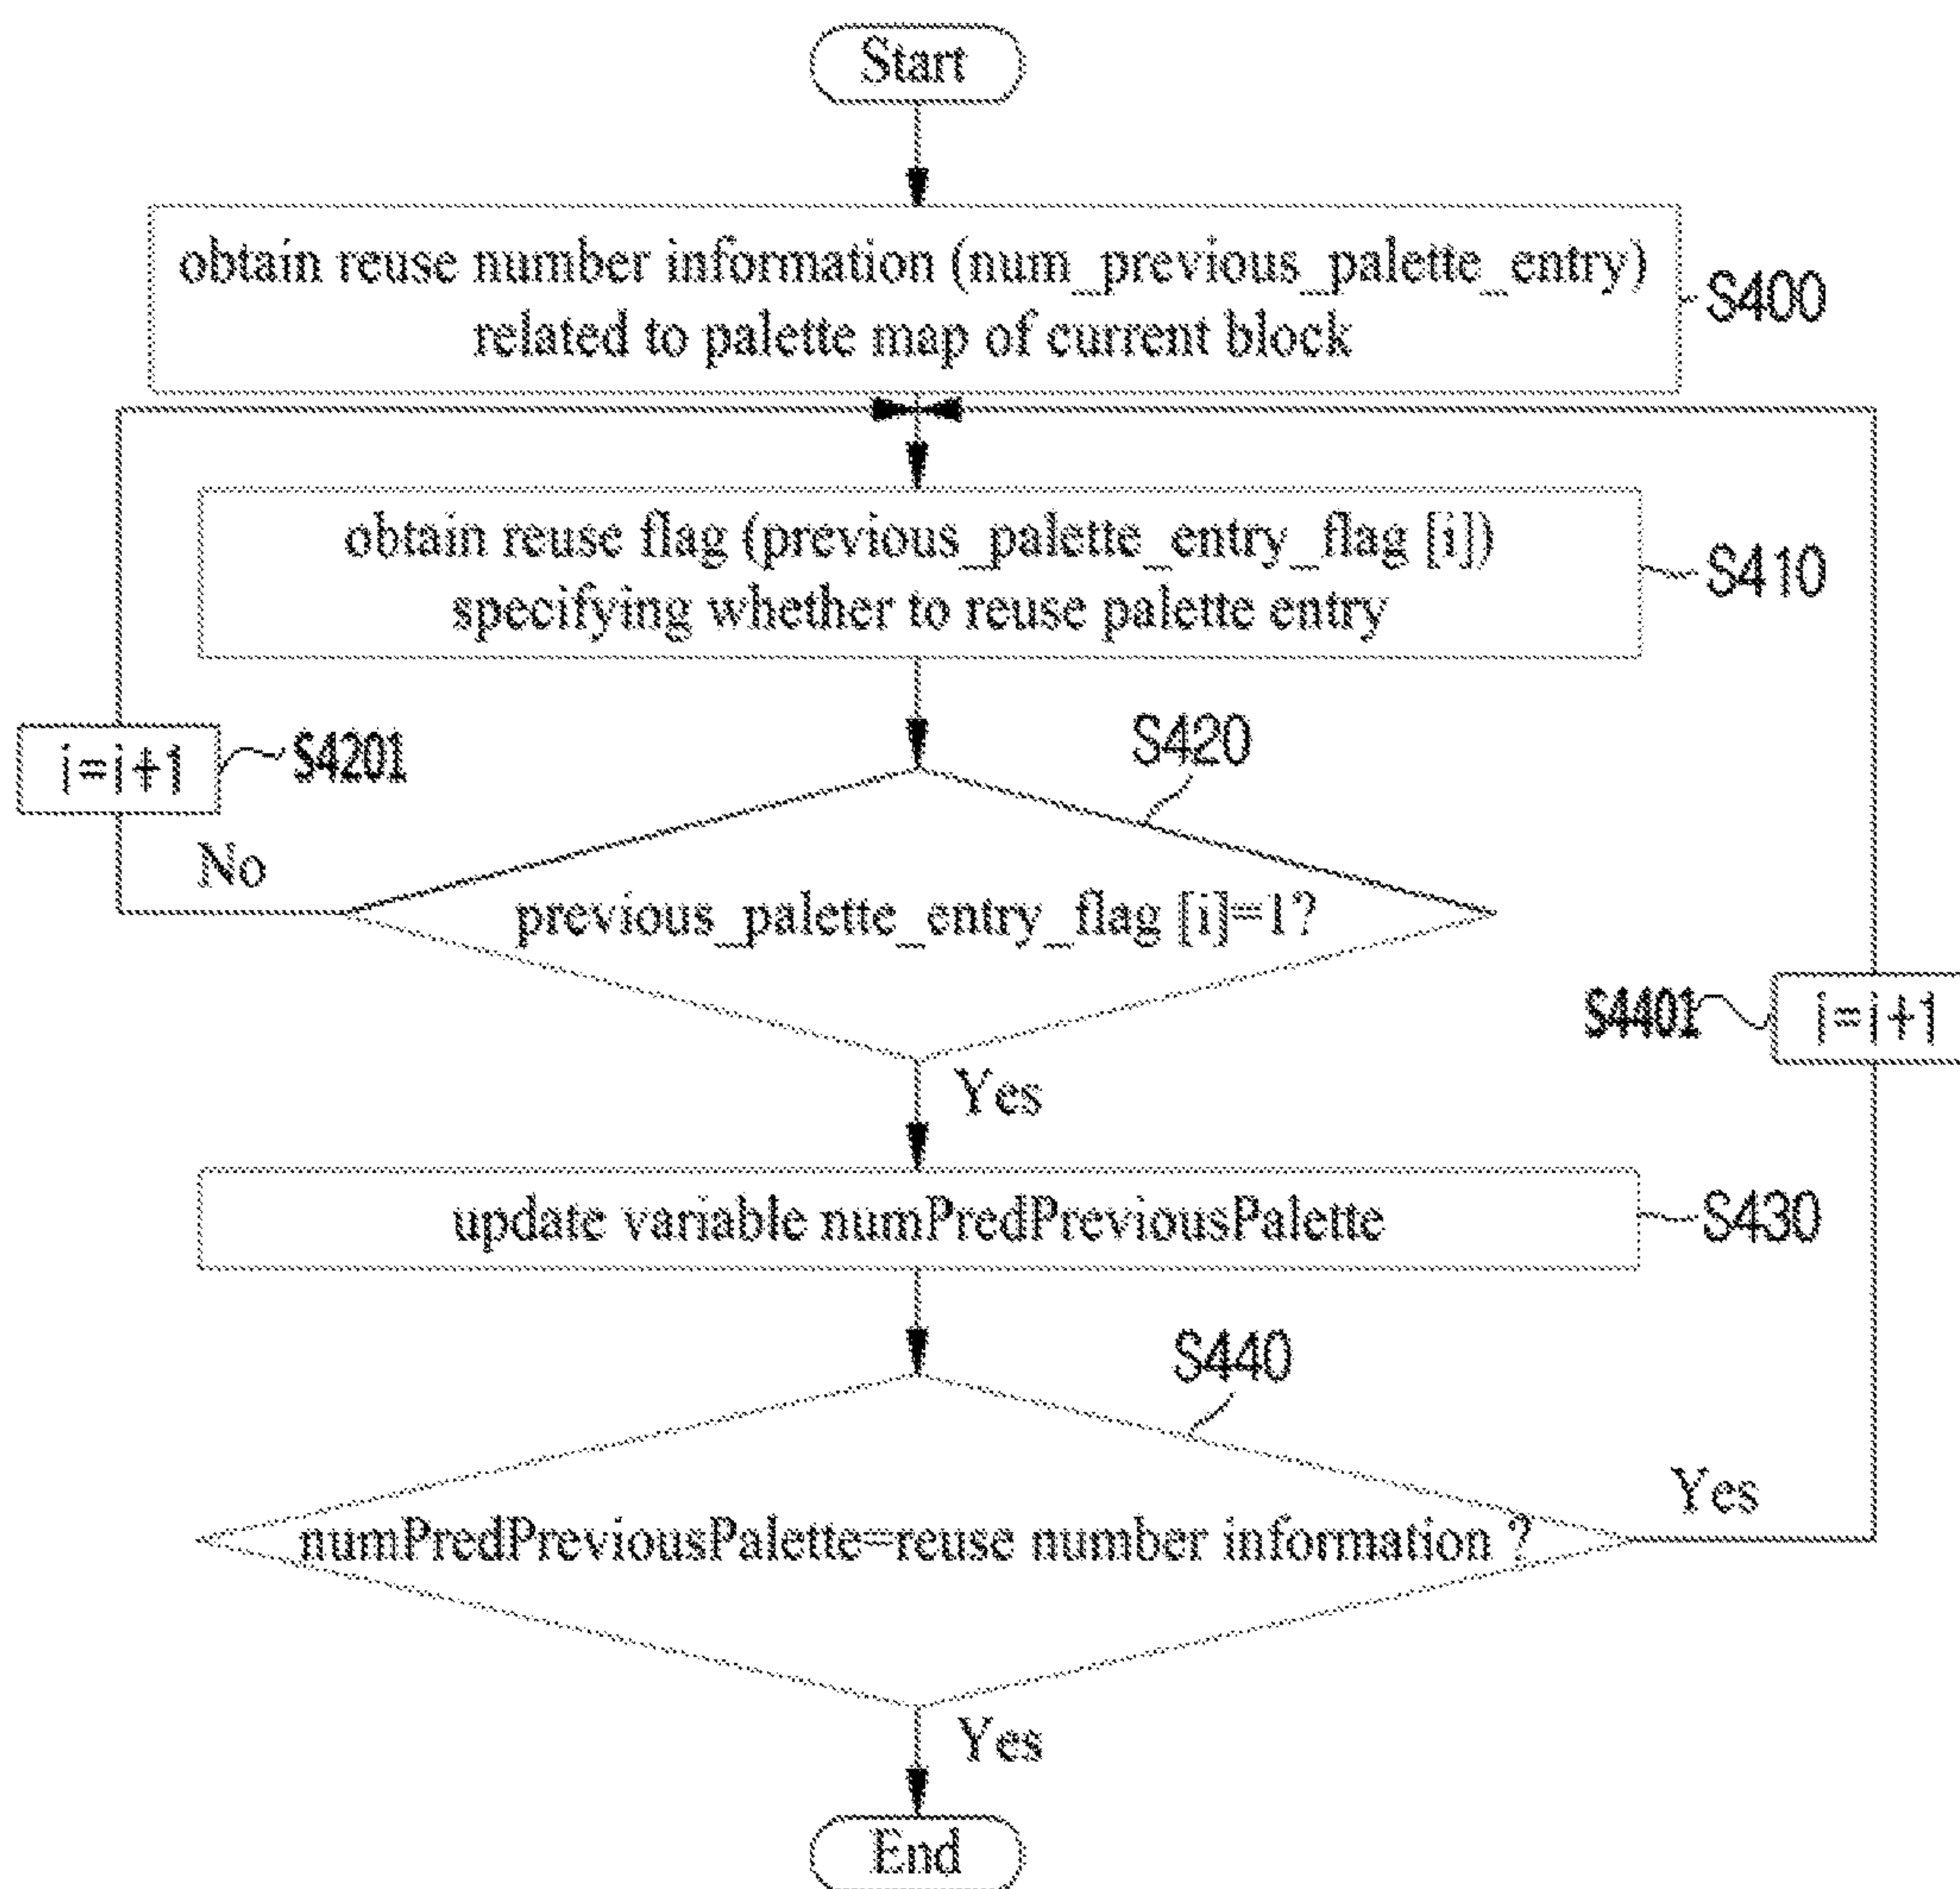 Start
obtain reuse number information (num_previous_palette_entry)
related to palette map of current block
S400
obtain reuse flag (previous_palette_entry_flag [i])
specifying whether to reuse palette entry
S410
S420
i=i+1
S4201
No
previous_palette_entry_flag [i]=1?
S4401
i=i+1
Yes
update variable numPredPreviousPalette
S430
S440
Yes
numPredPreviousPalette=reuse number information ?
Yes
End